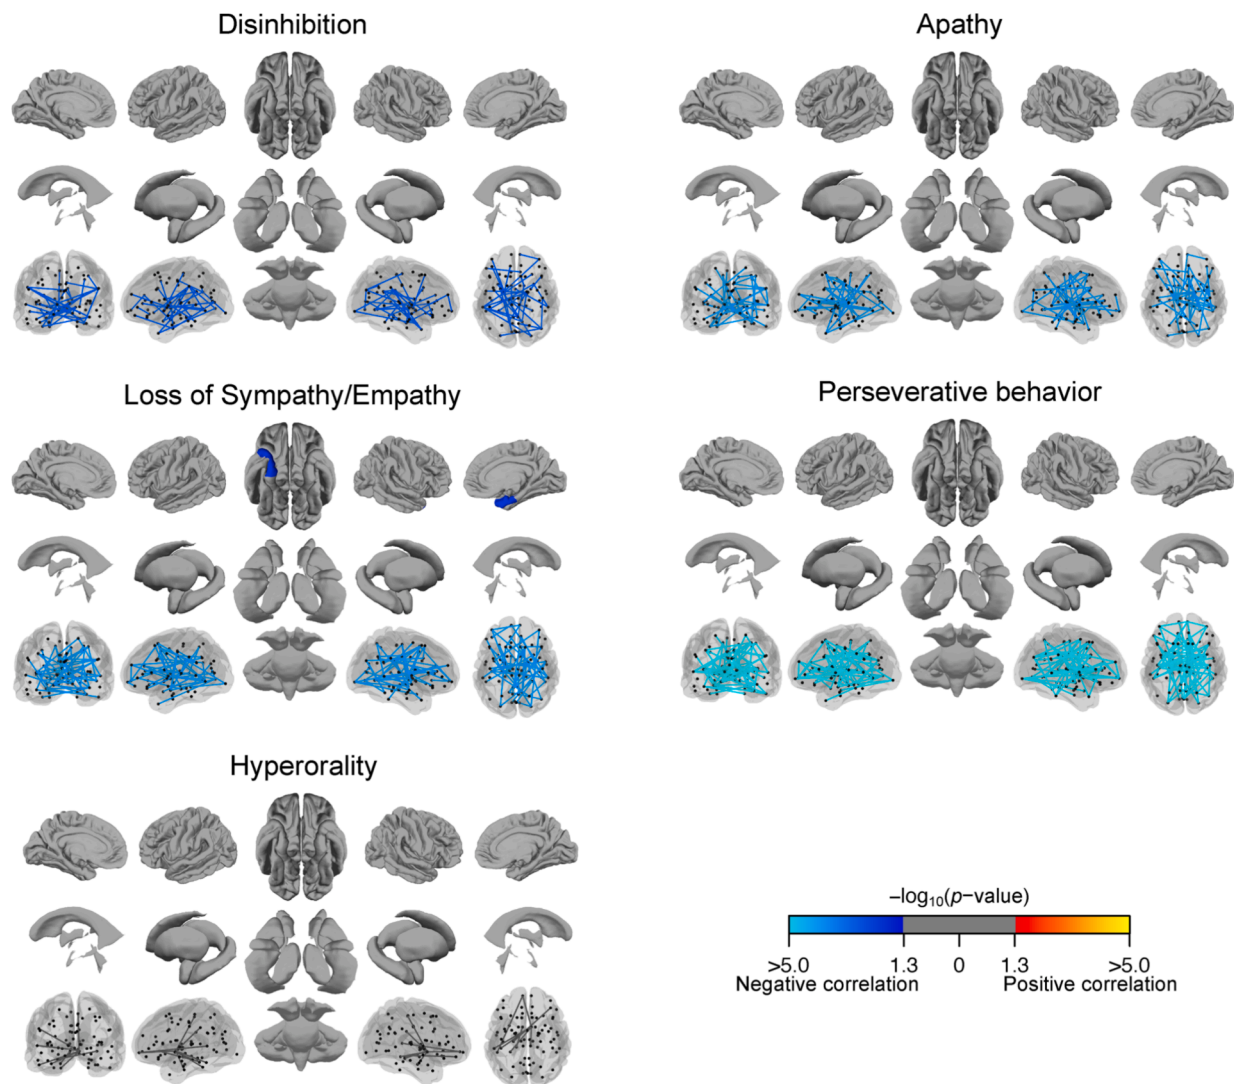 Disinhibition
Apathy
Loss of Sympathy/Empathy
Perseverative behavior
Hyperorality
−log₁₀(p−value)
>5.0 1.3 0 1.3 >5.0
Negative correlation Positive correlation